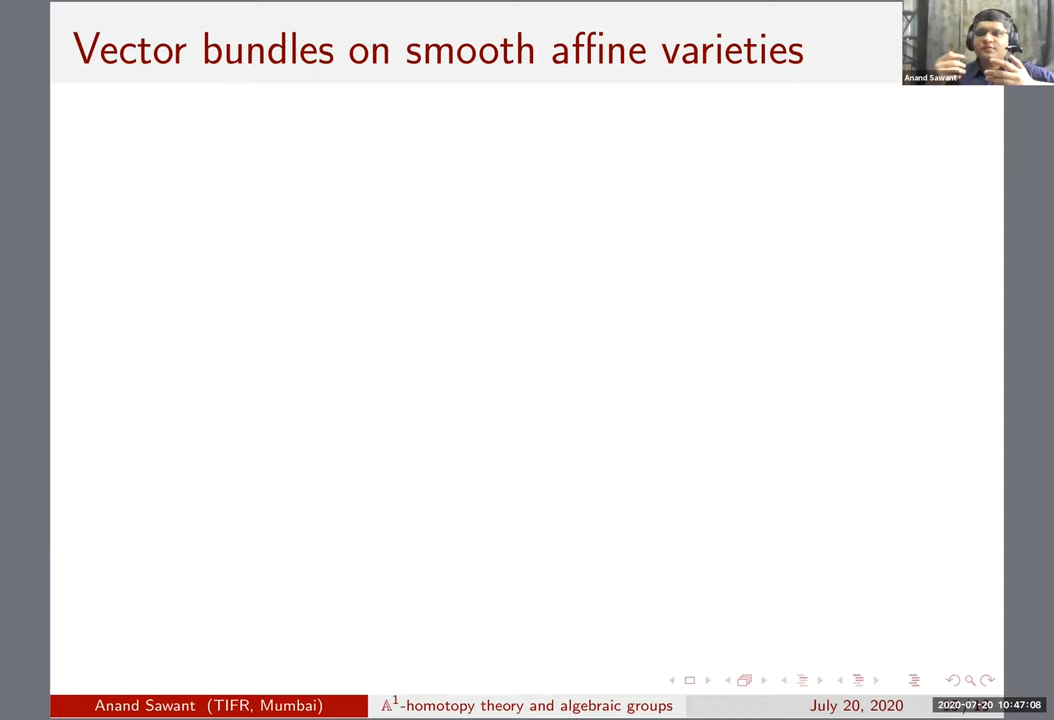 Vector bundles on smooth affine varieties
Anand Sawant
Anand Sawant (TIFR, Mumbai)
𝔸¹-homotopy theory and algebraic groups
July 20, 2020
2020-07-20 10:47:08